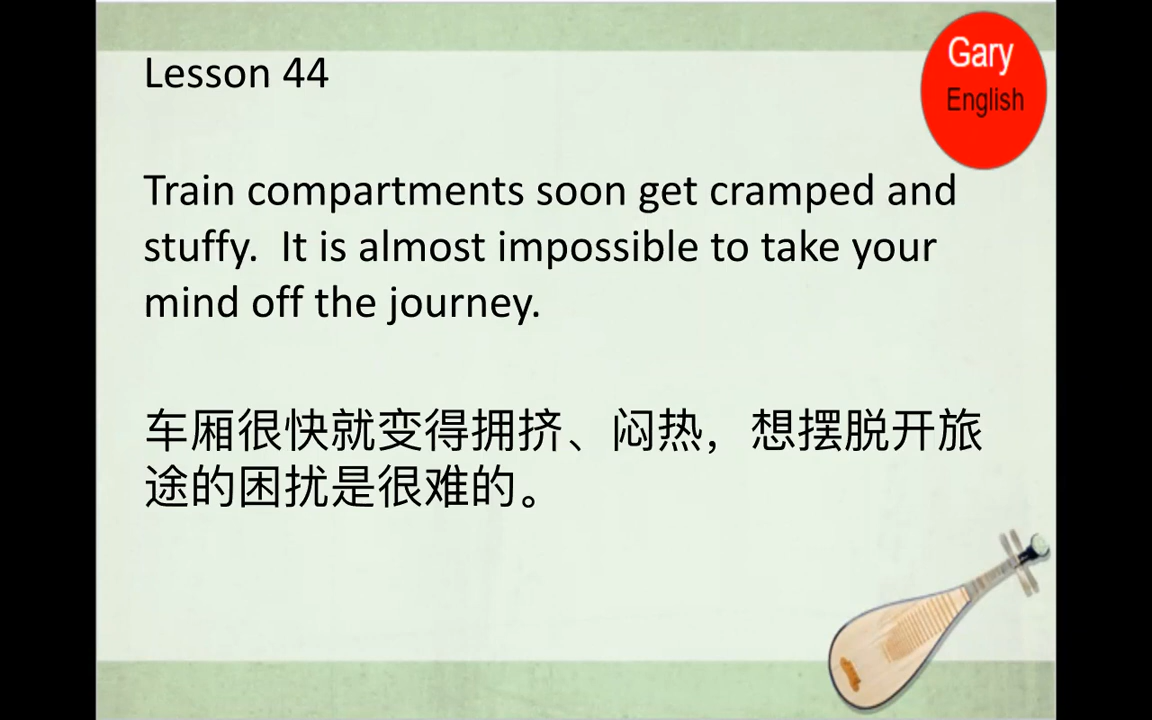 Lesson 44
Gary
English
Train compartments soon get cramped and
stuffy.  It is almost impossible to take your
mind off the journey.
车厢很快就变得拥挤、闷热，想摆脱开旅
途的困扰是很难的。